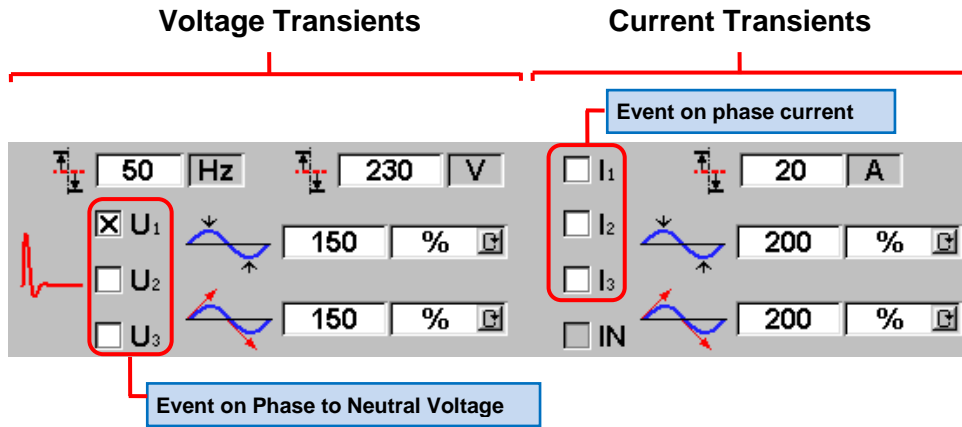 Voltage Transients Current Transients
Event on phase current
50 Hz 230 V I1 20 A
U1 150 % I2 200 %
U2 I3
U3 150 % IN 200 %
Event on Phase to Neutral Voltage